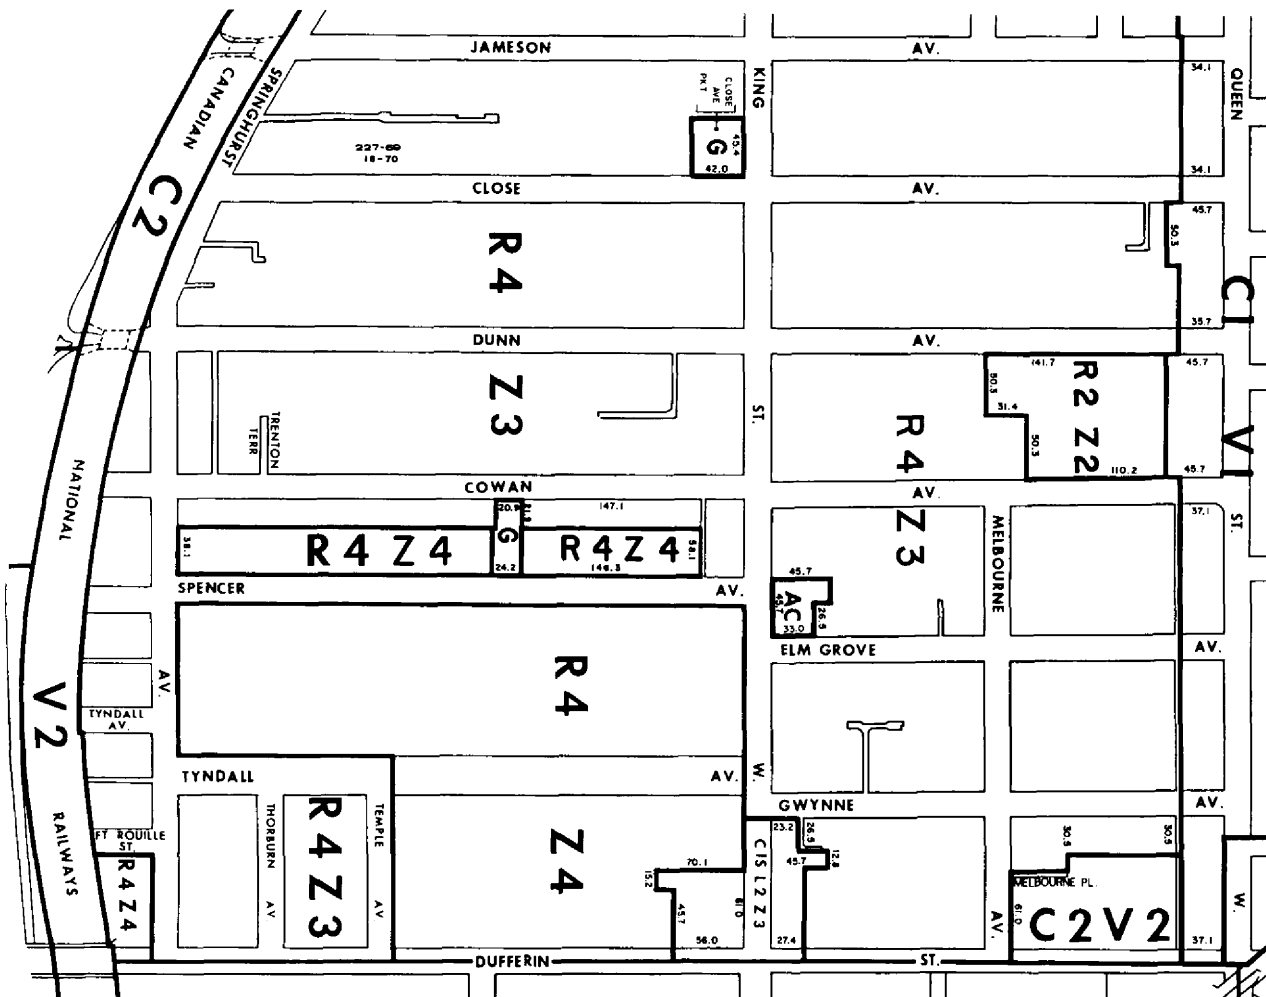 JAMESON AV.
SPRINGHURST
CANADIAN
C2
227-69
18-70
CLOSE
AVE
PKT
G
45.4
42.0
KING
34.1
34.1
QUEEN
CLOSE AV.
R4
45.7
50.3
35.7
C1
DUNN AV.
Z3
TRENTON
TERR
ST.
141.7
50.3
31.4
50.3
R2 Z2
110.2
45.7
45.7
V1
R4
Z3
COWAN AV.
NATIONAL
20.9
G
24.2
147.1
38.1
R4 Z4
R4 Z4
146.3
58.1
37.1
ST.
MELBOURNE
SPENCER AV.
45.7
AC
45.7
26.5
33.0
ELM GROVE AV.
AV.
R4
V2
TYNDALL
AV.
TYNDALL AV.
W.
GWYNNE AV.
RAILWAYS
FT ROUILLE
ST.
R4 Z4
THORBURN AV
R4 Z3
TEMPLE AV
Z4
70.1
15.2
45.7
61.0
56.0
23.2
26.5
12.8
45.7
C1S L2 Z3
27.4
30.5
30.5
MELBOURNE PL.
61.0
C2 V2
AV.
37.1
W.
DUFFERIN ST.